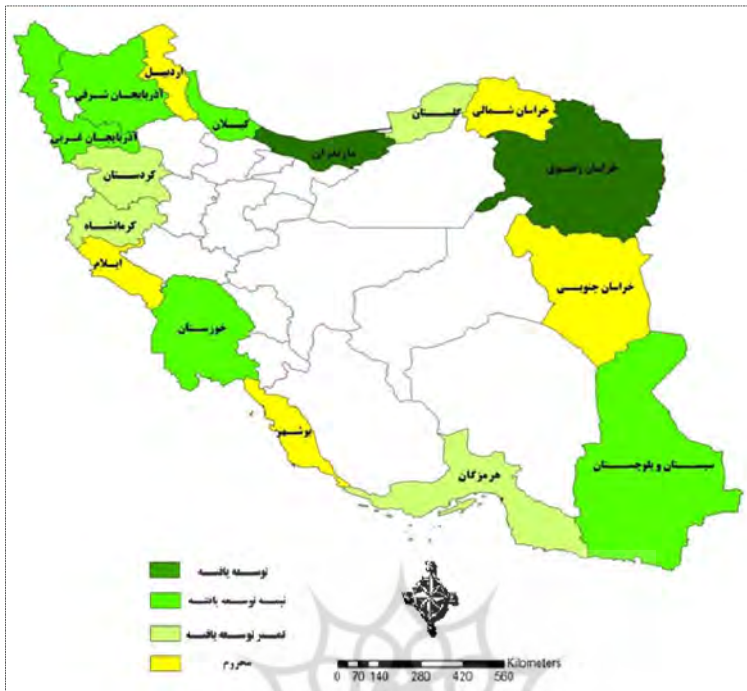 اردبیل
آذربایجان شرقی
گیلان
گلستان
خراسان شمالی
مازندران
آذربایجان غربی
خراسان رضوی
کردستان
کرمانشاه
ایلام
خراسان جنوبی
خوزستان
بوشهر
سیستان و بلوچستان
هرمزگان
توسعه یافته
نیمه توسعه یافته
کمتر توسعه یافته
محروم
Kilometers
0 70 140 280 420 560